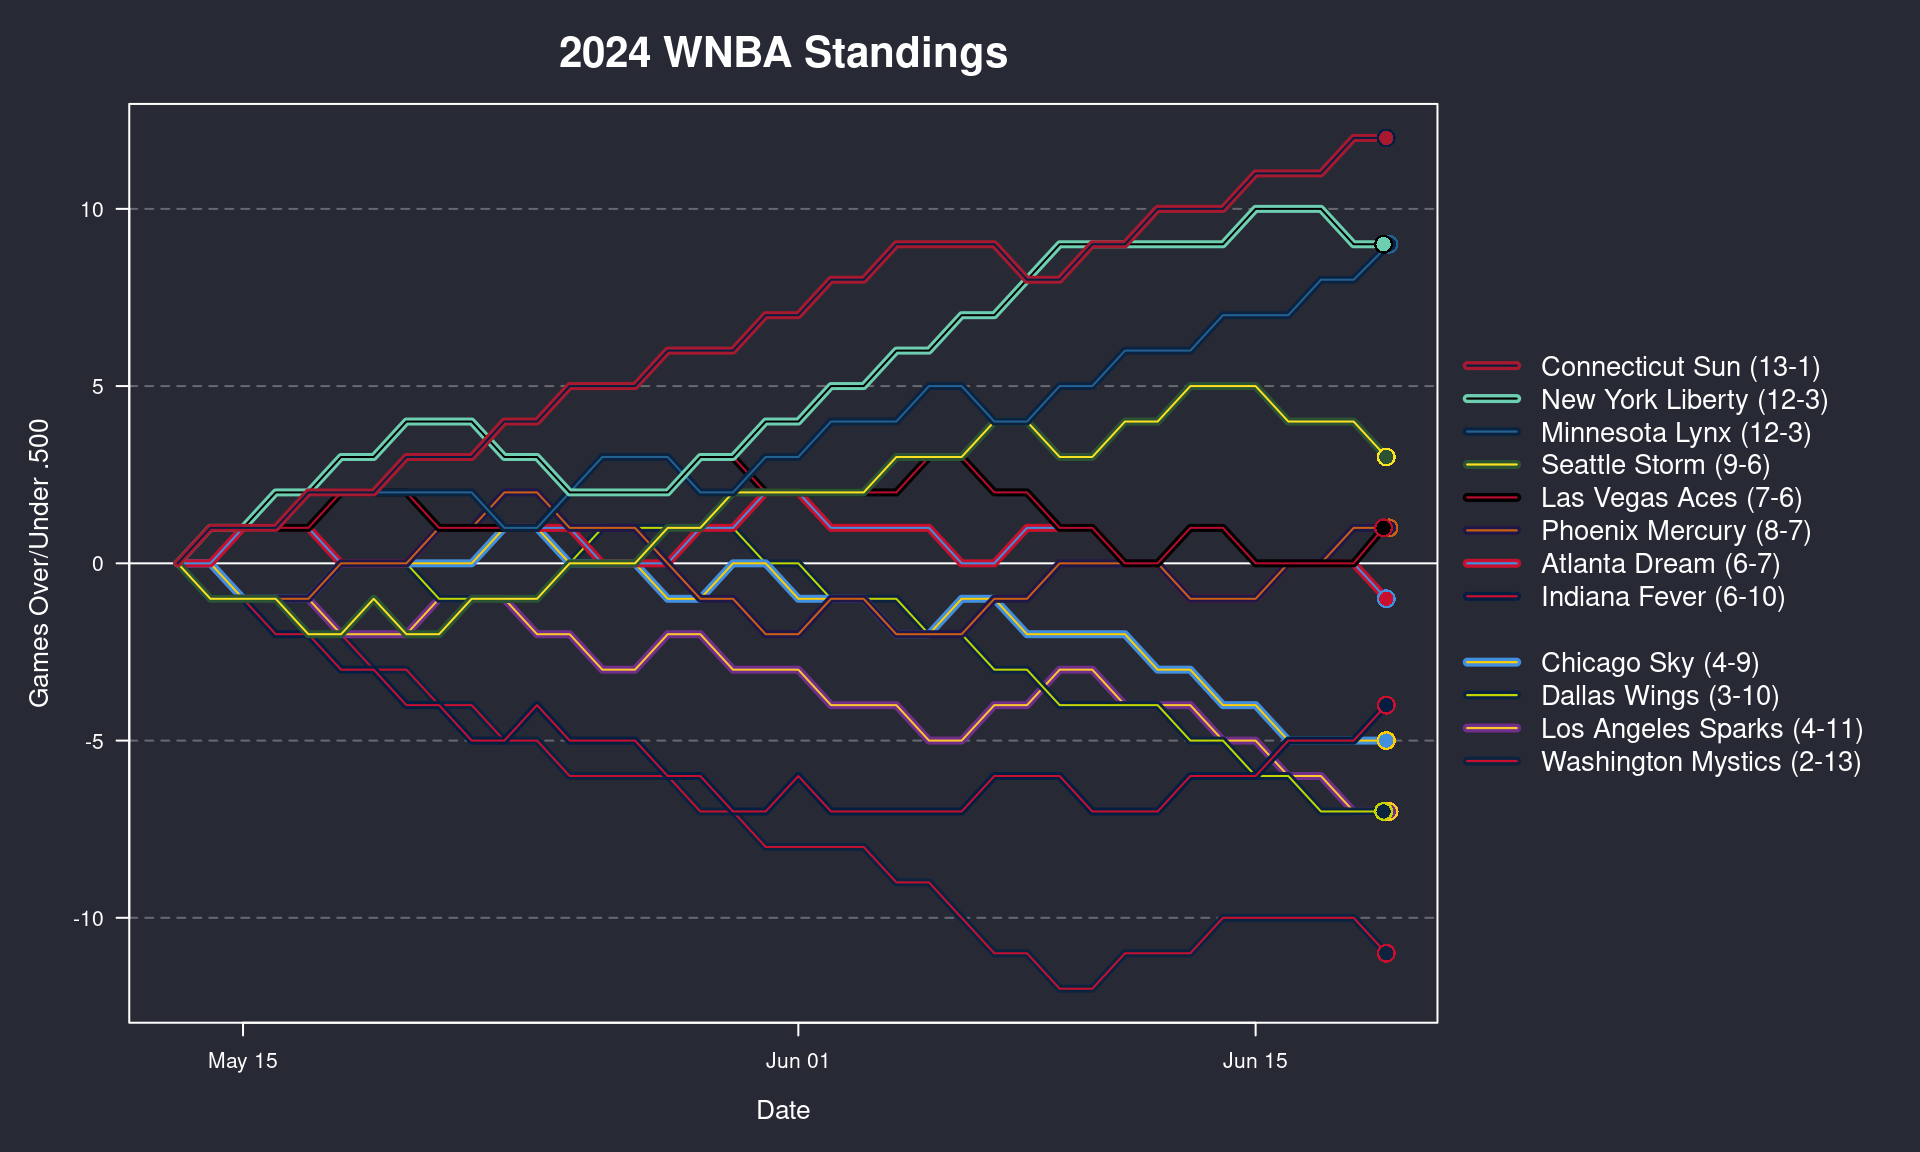 2024 WNBA Standings
Games Over/Under .500
10
5
0
-5
-10
May 15
Jun 01
Jun 15
Date
Connecticut Sun (13-1)
New York Liberty (12-3)
Minnesota Lynx (12-3)
Seattle Storm (9-6)
Las Vegas Aces (7-6)
Phoenix Mercury (8-7)
Atlanta Dream (6-7)
Indiana Fever (6-10)
Chicago Sky (4-9)
Dallas Wings (3-10)
Los Angeles Sparks (4-11)
Washington Mystics (2-13)